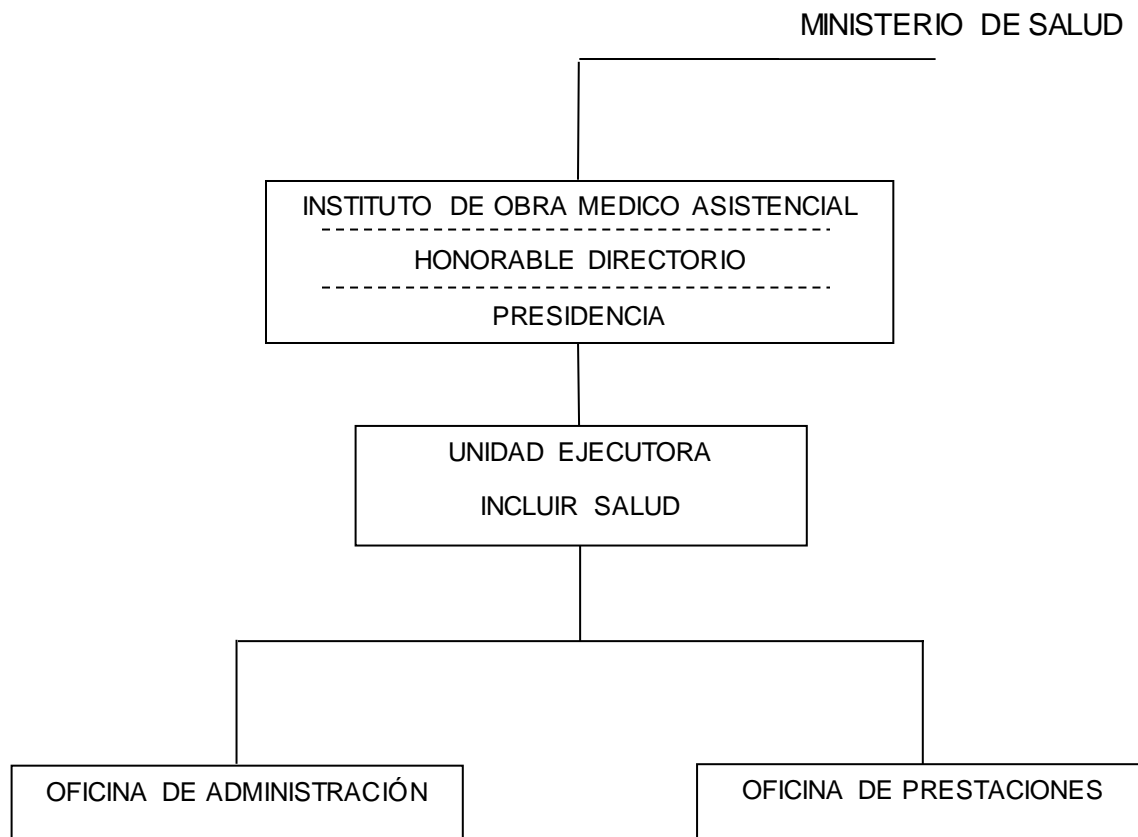 MINISTERIO DE SALUD
INSTITUTO DE OBRA MEDICO ASISTENCIAL
HONORABLE DIRECTORIO
PRESIDENCIA
UNIDAD EJECUTORA
INCLUIR SALUD
OFICINA DE ADMINISTRACIÓN
OFICINA DE PRESTACIONES